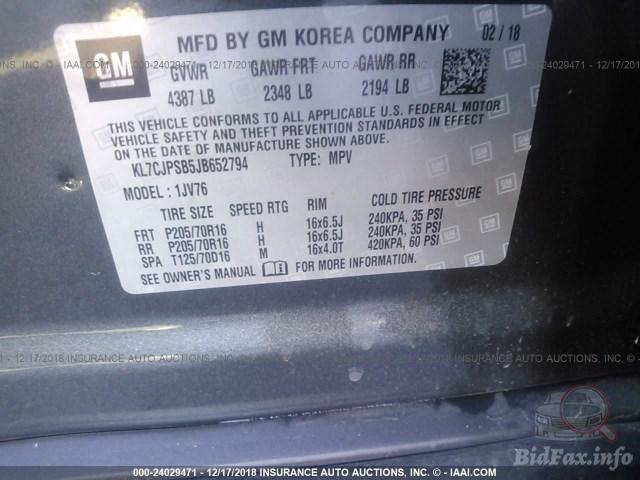 GM
MFD BY GM KOREA COMPANY 02 / 18
GVWR GAWR FRT GAWR RR
4387 LB 2348 LB 2194 LB
THIS VEHICLE CONFORMS TO ALL APPLICABLE U.S. FEDERAL MOTOR
VEHICLE SAFETY AND THEFT PREVENTION STANDARDS IN EFFECT
ON THE DATE OF MANUFACTURE SHOWN ABOVE.
KL7CJPSB5JB652794 TYPE: MPV
MODEL: 1JV76
TIRE SIZE SPEED RTG RIM COLD TIRE PRESSURE
FRT P205/70R16 H 16x6.5J 240KPA, 35 PSI
RR P205/70R16 H 16x6.5J 240KPA, 35 PSI
SPA T125/70D16 M 16x4.0T 420KPA, 60 PSI
SEE OWNER'S MANUAL FOR MORE INFORMATION.
000-24029471 - 12/17/2018 INSURANCE AUTO AUCTIONS, INC. - © IAAI.COM
BidFax.info